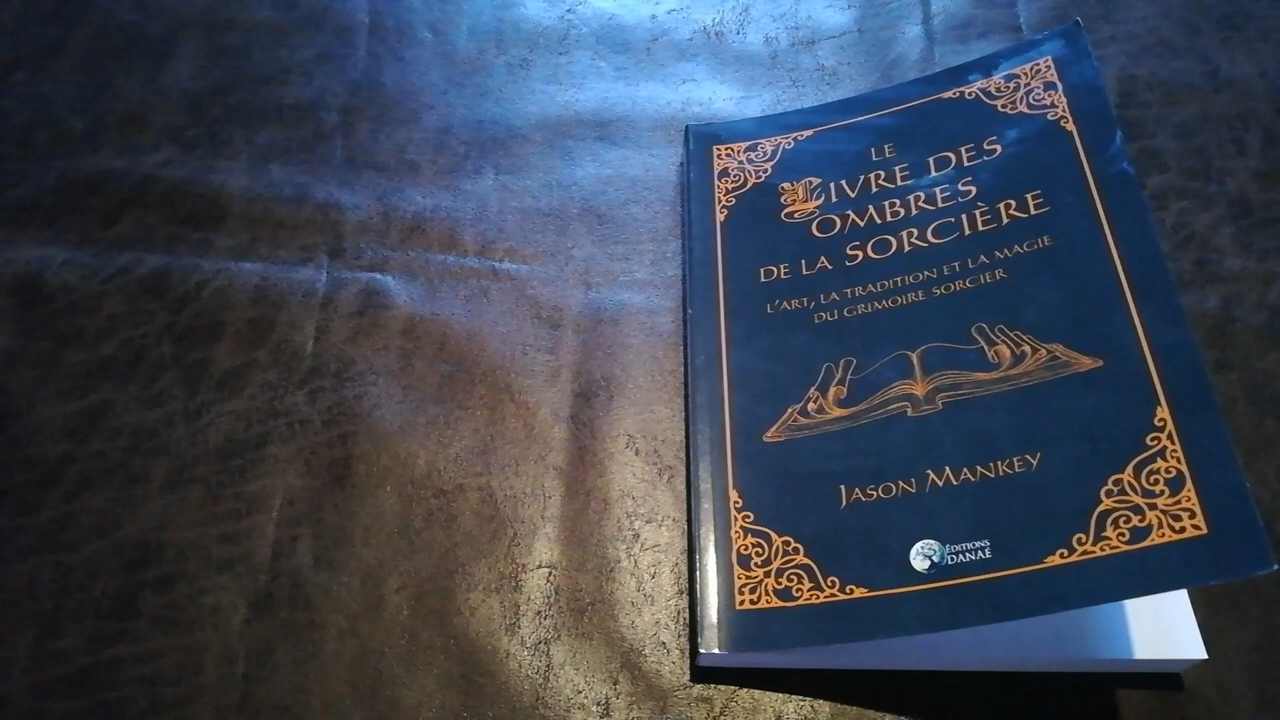 LE
LIVRE DES
OMBRES
DE LA SORCIÈRE
L'ART, LA TRADITION ET LA MAGIE
DU GRIMOIRE SORCIER
JASON MANKEY
ÉDITIONS
DANAÉ